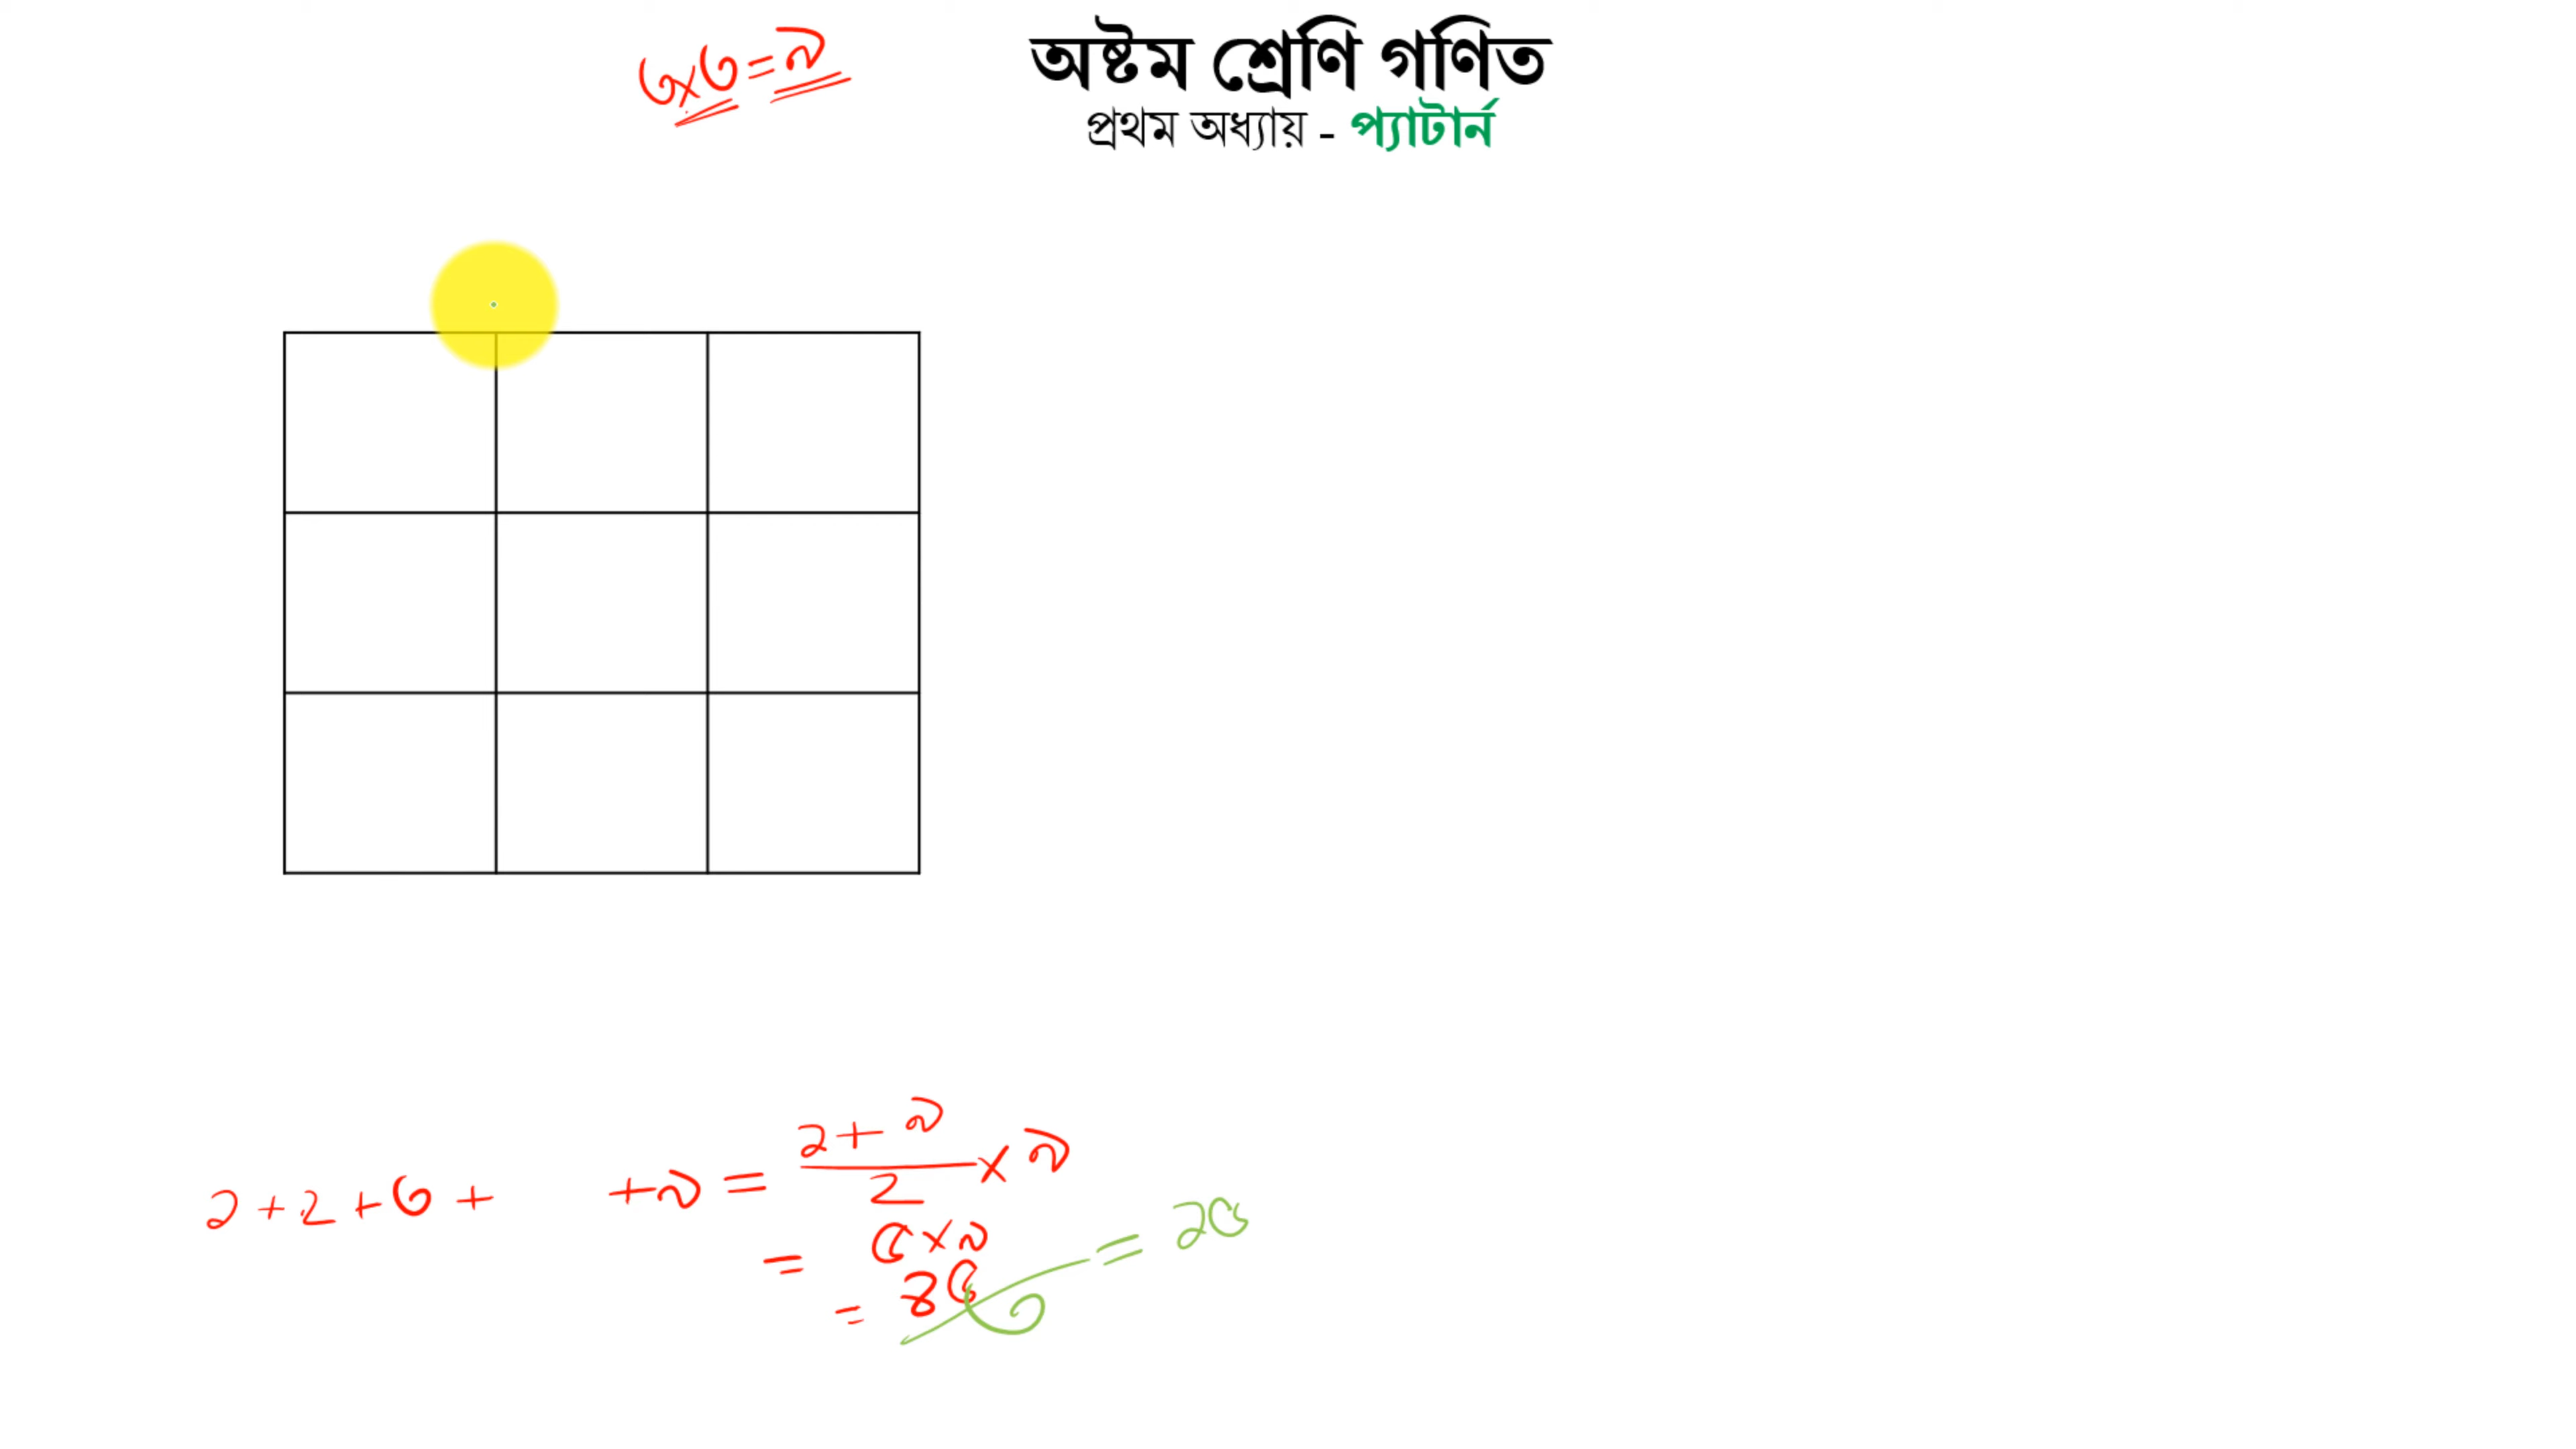 ৩×৩=৯
অষ্টম শ্রেণি গণিত
প্রথম অধ্যায় - প্যাটার্ন
১+২+৩+ +৯ = (১+৯)/২ × ৯
= ৫×৯
= ৪৫
৩ = ১৫